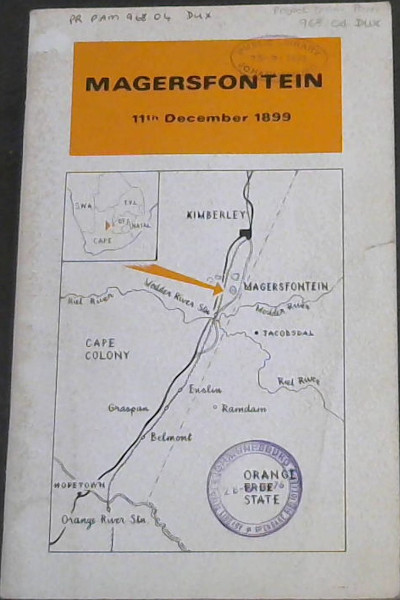 PR PAM 968.04 DUX
968.04 DUX
PUBLIC LIBRARY
MAGERSFONTEIN
11th December 1899
S.W.A.
TVL
O.F.S.
NATAL
CAPE
KIMBERLEY
MAGERSFONTEIN
Modder River Stn.
Modder River
Riet River
JACOBSDAL
CAPE
COLONY
Riet River
Enslin
Graspan
Ramdam
Belmont
HOPETOWN
ORANGE
FREE
STATE
Orange River Stn.